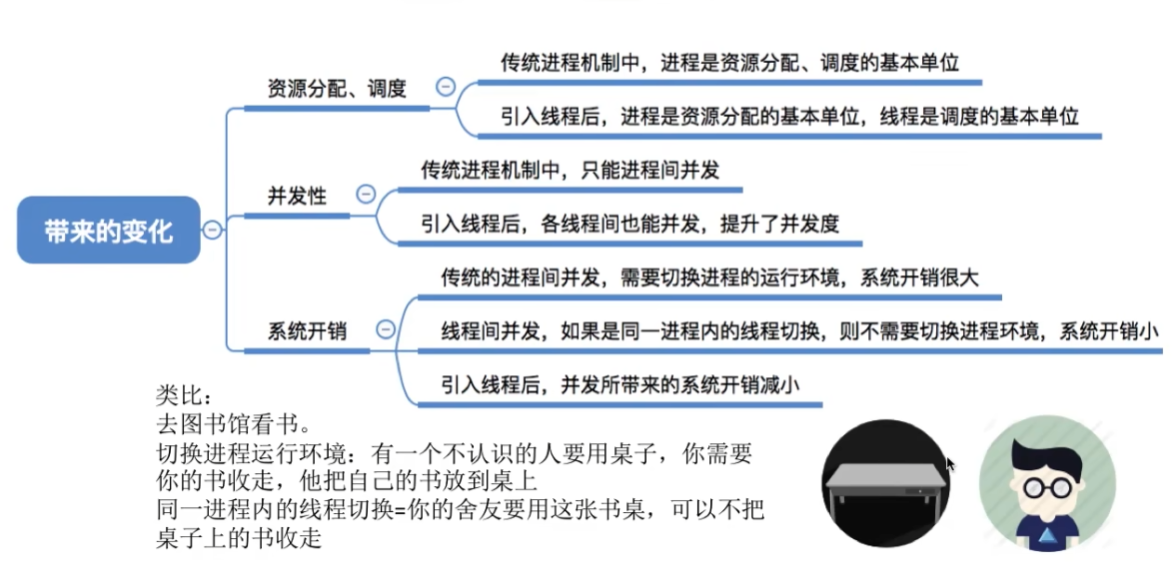 带来的变化
资源分配、调度
传统进程机制中，进程是资源分配、调度的基本单位
引入线程后，进程是资源分配的基本单位，线程是调度的基本单位
并发性
传统进程机制中，只能进程间并发
引入线程后，各线程间也能并发，提升了并发度
系统开销
传统的进程间并发，需要切换进程的运行环境，系统开销很大
线程间并发，如果是同一进程内的线程切换，则不需要切换进程环境，系统开销小
引入线程后，并发所带来的系统开销减小
类比：
去图书馆看书。
切换进程运行环境：有一个不认识的人要用桌子，你需要
你的书收走，他把自己的书放到桌上
同一进程内的线程切换=你的舍友要用这张书桌，可以不把
桌子上的书收走